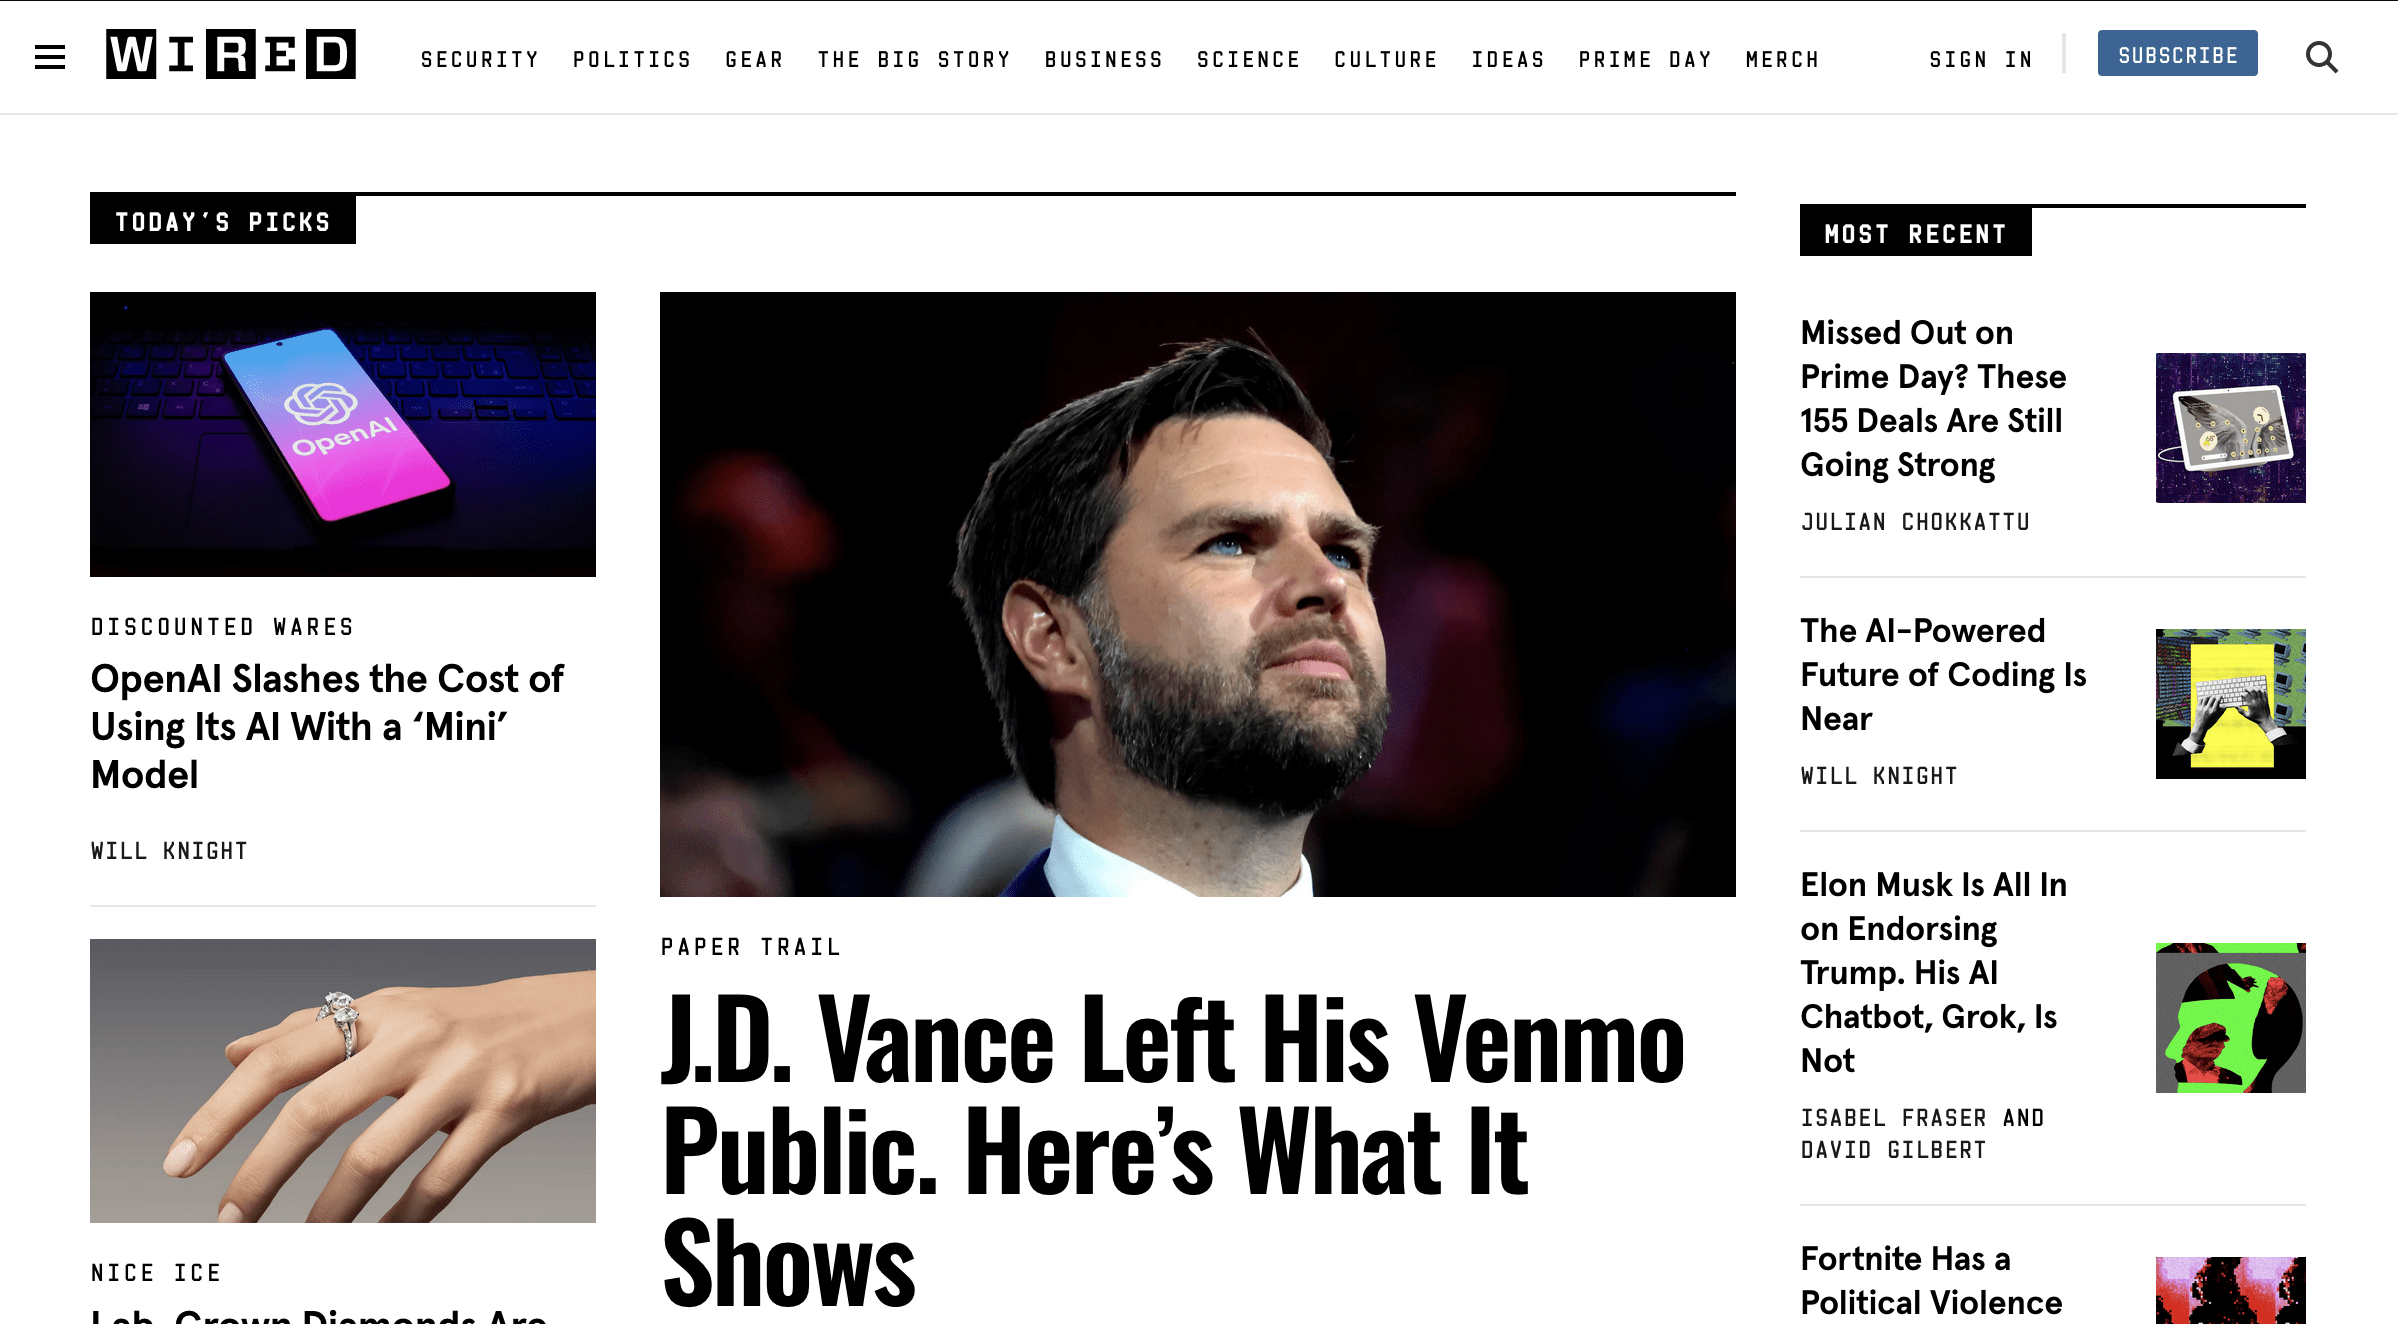 WIRED
SECURITY POLITICS GEAR THE BIG STORY BUSINESS SCIENCE CULTURE IDEAS PRIME DAY MERCH
SIGN IN
SUBSCRIBE
TODAY’S PICKS
OpenAI
DISCOUNTED WARES
OpenAI Slashes the Cost of
Using Its AI With a ‘Mini’
Model
WILL KNIGHT
NICE ICE
Lab-Grown Diamonds Are
PAPER TRAIL
J.D. Vance Left His Venmo
Public. Here’s What It
Shows
MOST RECENT
Missed Out on
Prime Day? These
155 Deals Are Still
Going Strong
JULIAN CHOKKATTU
The AI-Powered
Future of Coding Is
Near
WILL KNIGHT
Elon Musk Is All In
on Endorsing
Trump. His AI
Chatbot, Grok, Is
Not
ISABEL FRASER AND
DAVID GILBERT
Fortnite Has a
Political Violence